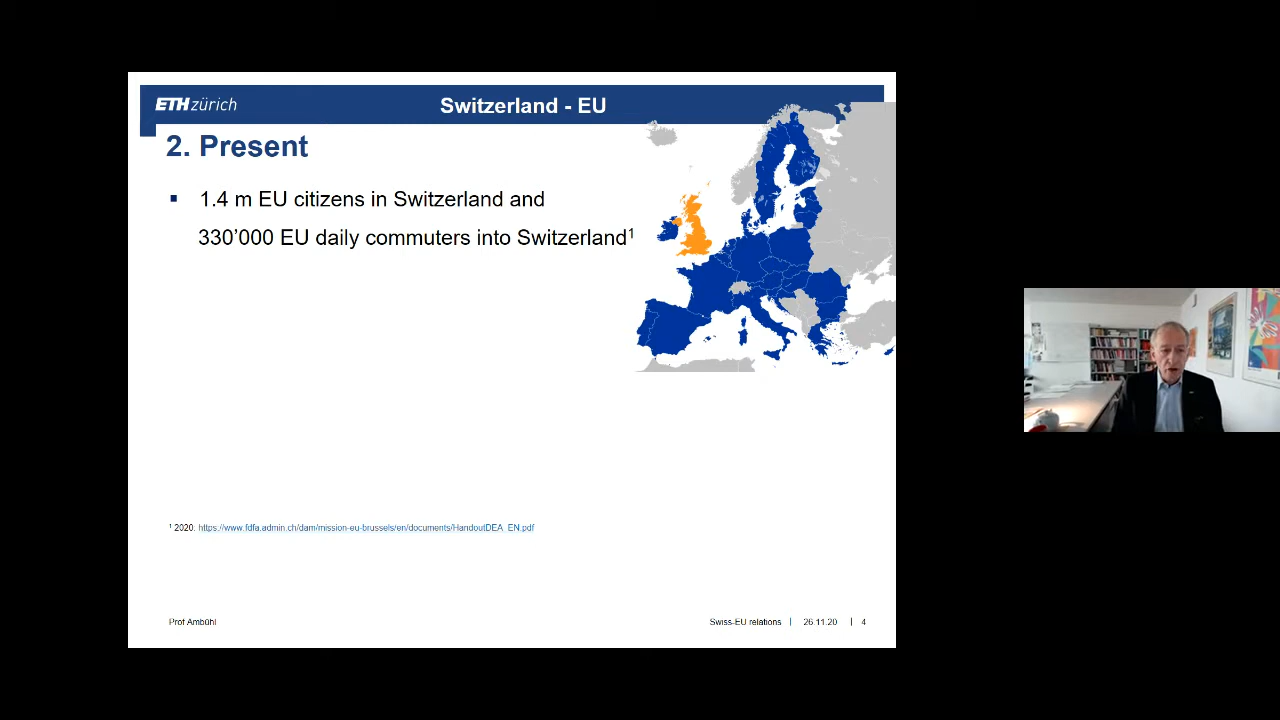 ETH zürich
Switzerland - EU
2. Present
▪ 1.4 m EU citizens in Switzerland and
330’000 EU daily commuters into Switzerland¹
¹ 2020. https://www.fdfa.admin.ch/dam/mission-eu-brussels/en/documents/HandoutDEA_EN.pdf
Prof Ambühl
Swiss-EU relations | 26.11.20 | 4